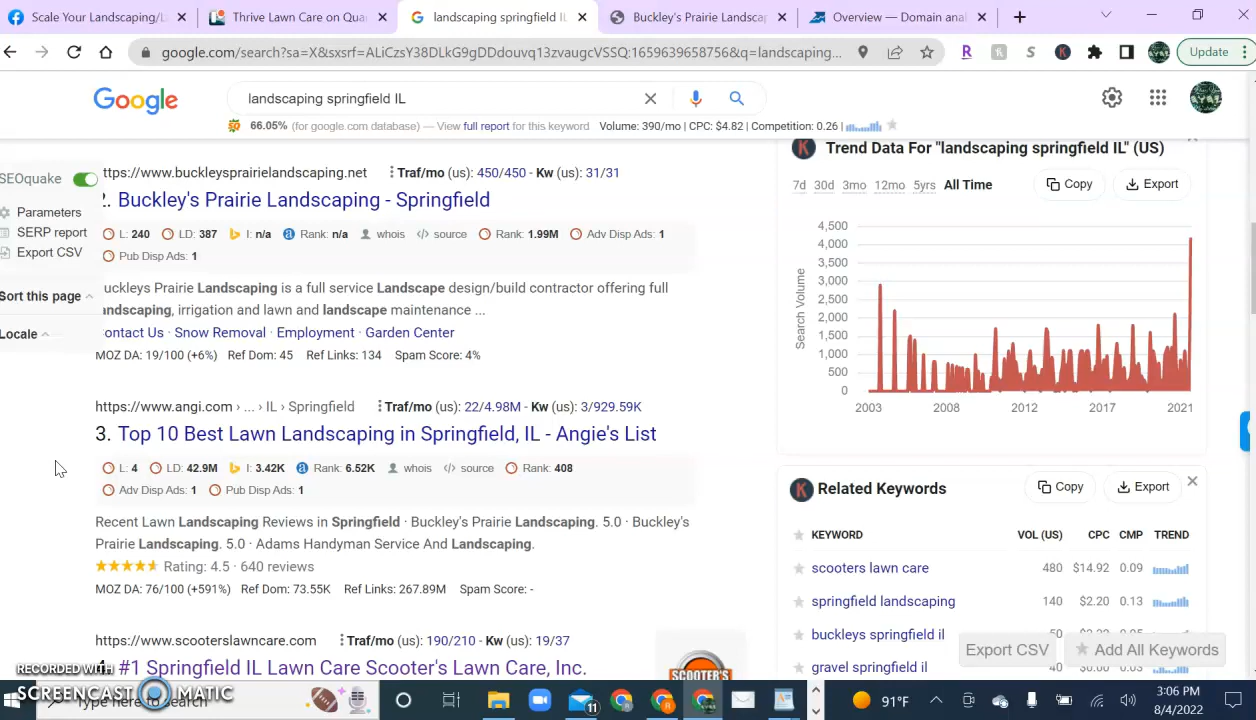 Scale Your Landscaping/L
Thrive Lawn Care on Qua
landscaping springfield IL
Buckley's Prairie Landscap
Overview — Domain anal
google.com/search?sa=X&sxsrf=ALiCzsY38DLkG9gDDdouvq13zvaugcVSSQ:1659639658756&q=landscaping...
Update
Google
landscaping springfield IL
66.05% (for google.com database) — View full report for this keyword Volume: 390/mo | CPC: $4.82 | Competition: 0.26 |
SEOquake
Parameters
SERP report
Export CSV
Sort this page
Locale
ttps://www.buckleysprairielandscaping.net Traf/mo (us): 450/450 - Kw (us): 31/31
2. Buckley's Prairie Landscaping - Springfield
L: 240 LD: 387 I: n/a Rank: n/a whois source Rank: 1.99M Adv Disp Ads: 1
Pub Disp Ads: 1
uckleys Prairie Landscaping is a full service Landscape design/build contractor offering full
andscaping, irrigation and lawn and landscape maintenance ...
ontact Us · Snow Removal · Employment · Garden Center
MOZ DA: 19/100 (+6%) Ref Dom: 45 Ref Links: 134 Spam Score: 4%
https://www.angi.com › ... › IL › Springfield Traf/mo (us): 22/4.98M - Kw (us): 3/929.59K
3. Top 10 Best Lawn Landscaping in Springfield, IL - Angie's List
L: 4 LD: 42.9M I: 3.42K Rank: 6.52K whois source Rank: 408
Adv Disp Ads: 1 Pub Disp Ads: 1
Recent Lawn Landscaping Reviews in Springfield · Buckley's Prairie Landscaping. 5.0 · Buckley's
Prairie Landscaping. 5.0 · Adams Handyman Service And Landscaping.
Rating: 4.5 · 640 reviews
MOZ DA: 76/100 (+591%) Ref Dom: 73.55K Ref Links: 267.89M Spam Score: -
https://www.scooterslawncare.com Traf/mo (us): 190/210 - Kw (us): 19/37
4. #1 Springfield IL Lawn Care Scooter's Lawn Care, Inc.
SCOOTER'S
Trend Data For "landscaping springfield IL" (US)
7d 30d 3mo 12mo 5yrs All Time
Copy
Export
Search Volume
4,500
4,000
3,500
3,000
2,500
2,000
1,500
1,000
500
0
2003 2008 2012 2017 2021
Related Keywords
Copy
Export
KEYWORD VOL (US) CPC CMP TREND
scooters lawn care 480 $14.92 0.09
springfield landscaping 140 $2.20 0.13
buckleys springfield il 50
gravel springfield il 40
Export CSV
Add All Keywords
RECORDED WITH
SCREENCAST MATIC
Type here to search
11
91°F
3:06 PM
8/4/2022